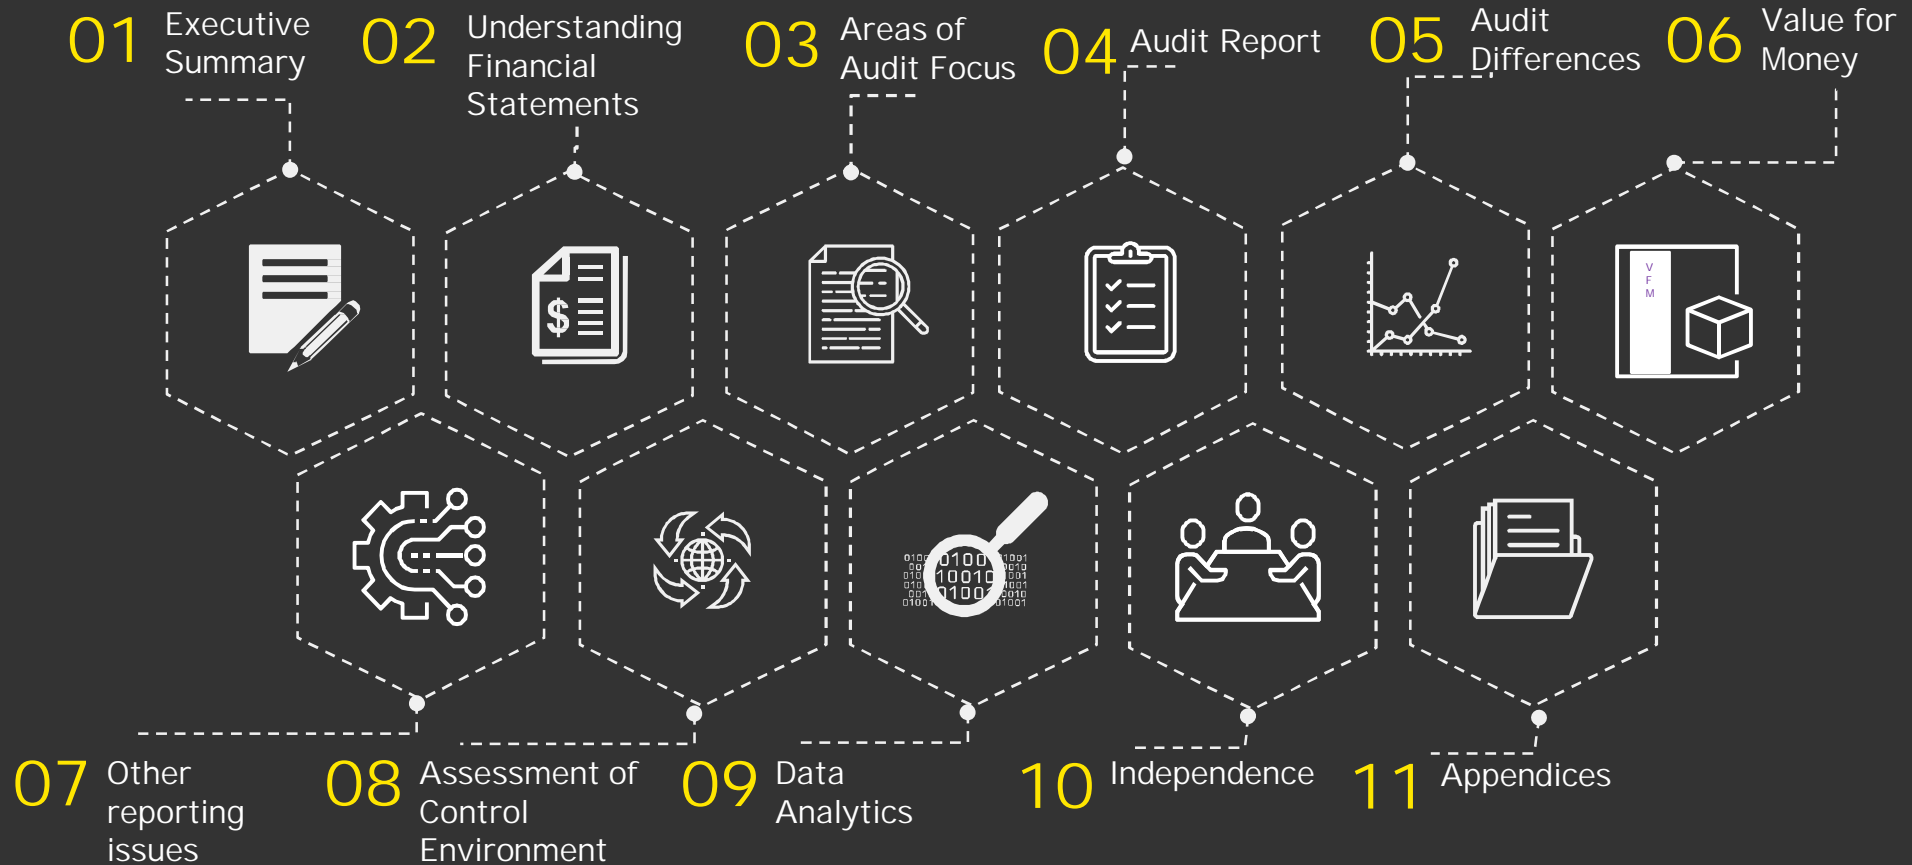 01 Executive
Summary
02 Understanding
Financial
Statements
03 Areas of
Audit Focus
04 Audit Report
05 Audit
Differences
06 Value for
Money
$
V
F
M
07 Other
reporting
issues
08 Assessment of
Control
Environment
09 Data
Analytics
10 Independence
11 Appendices